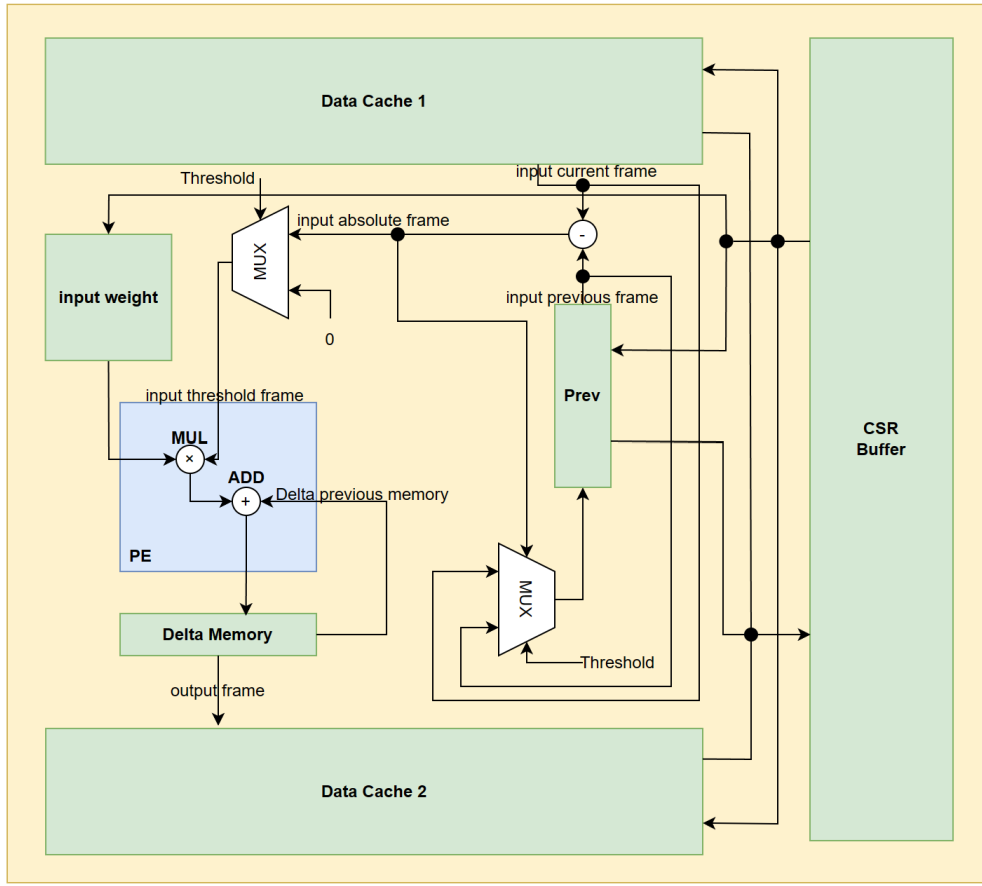 Data Cache 1
input current frame
Threshold
input absolute frame
-
MUX
input weight
input previous frame
0
Prev
CSR
Buffer
input threshold frame
MUL
×
ADD
+
Delta previous memory
PE
MUX
Delta Memory
Threshold
output frame
Data Cache 2